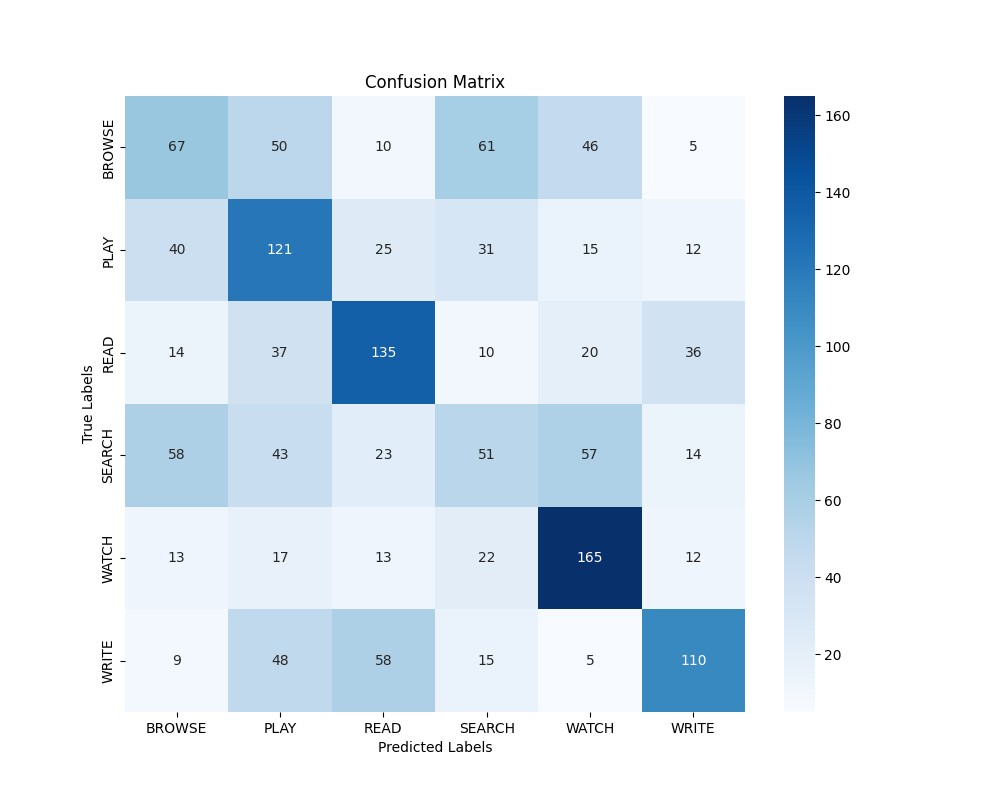 Confusion Matrix
BROWSE 67 50 10 61 46 5
PLAY 40 121 25 31 15 12
READ 14 37 135 10 20 36
SEARCH 58 43 23 51 57 14
WATCH 13 17 13 22 165 12
WRITE 9 48 58 15 5 110
BROWSE PLAY READ SEARCH WATCH WRITE
Predicted Labels
True Labels
160
140
120
100
80
60
40
20